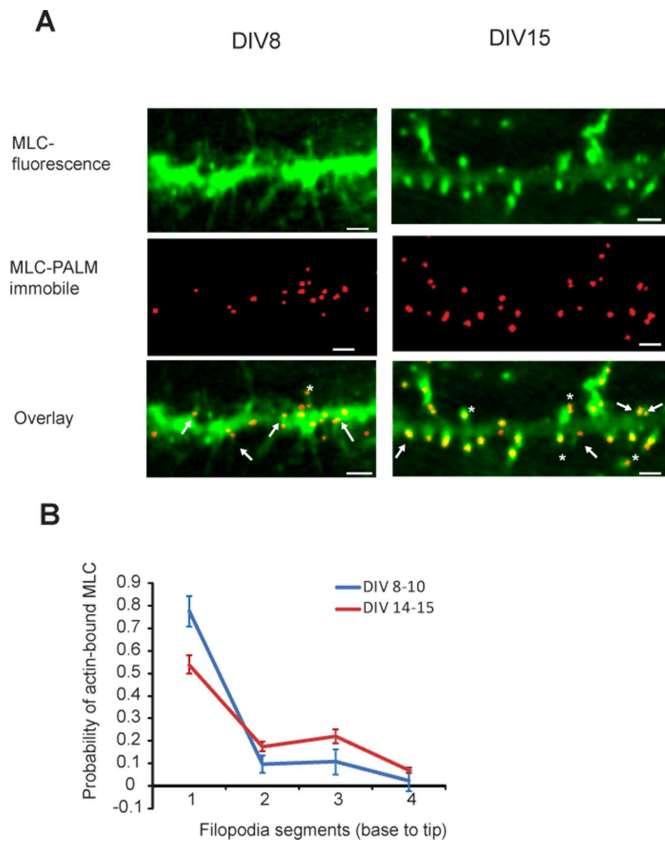 A
DIV8
DIV15
MLC-
fluorescence
MLC-PALM
immobile
Overlay
*
*
*
*
*
B
Probability of actin-bound MLC
0.9
0.8
0.7
0.6
0.5
0.4
0.3
0.2
0.1
0
-0.1
DIV 8-10
DIV 14-15
1
2
3
4
Filopodia segments (base to tip)